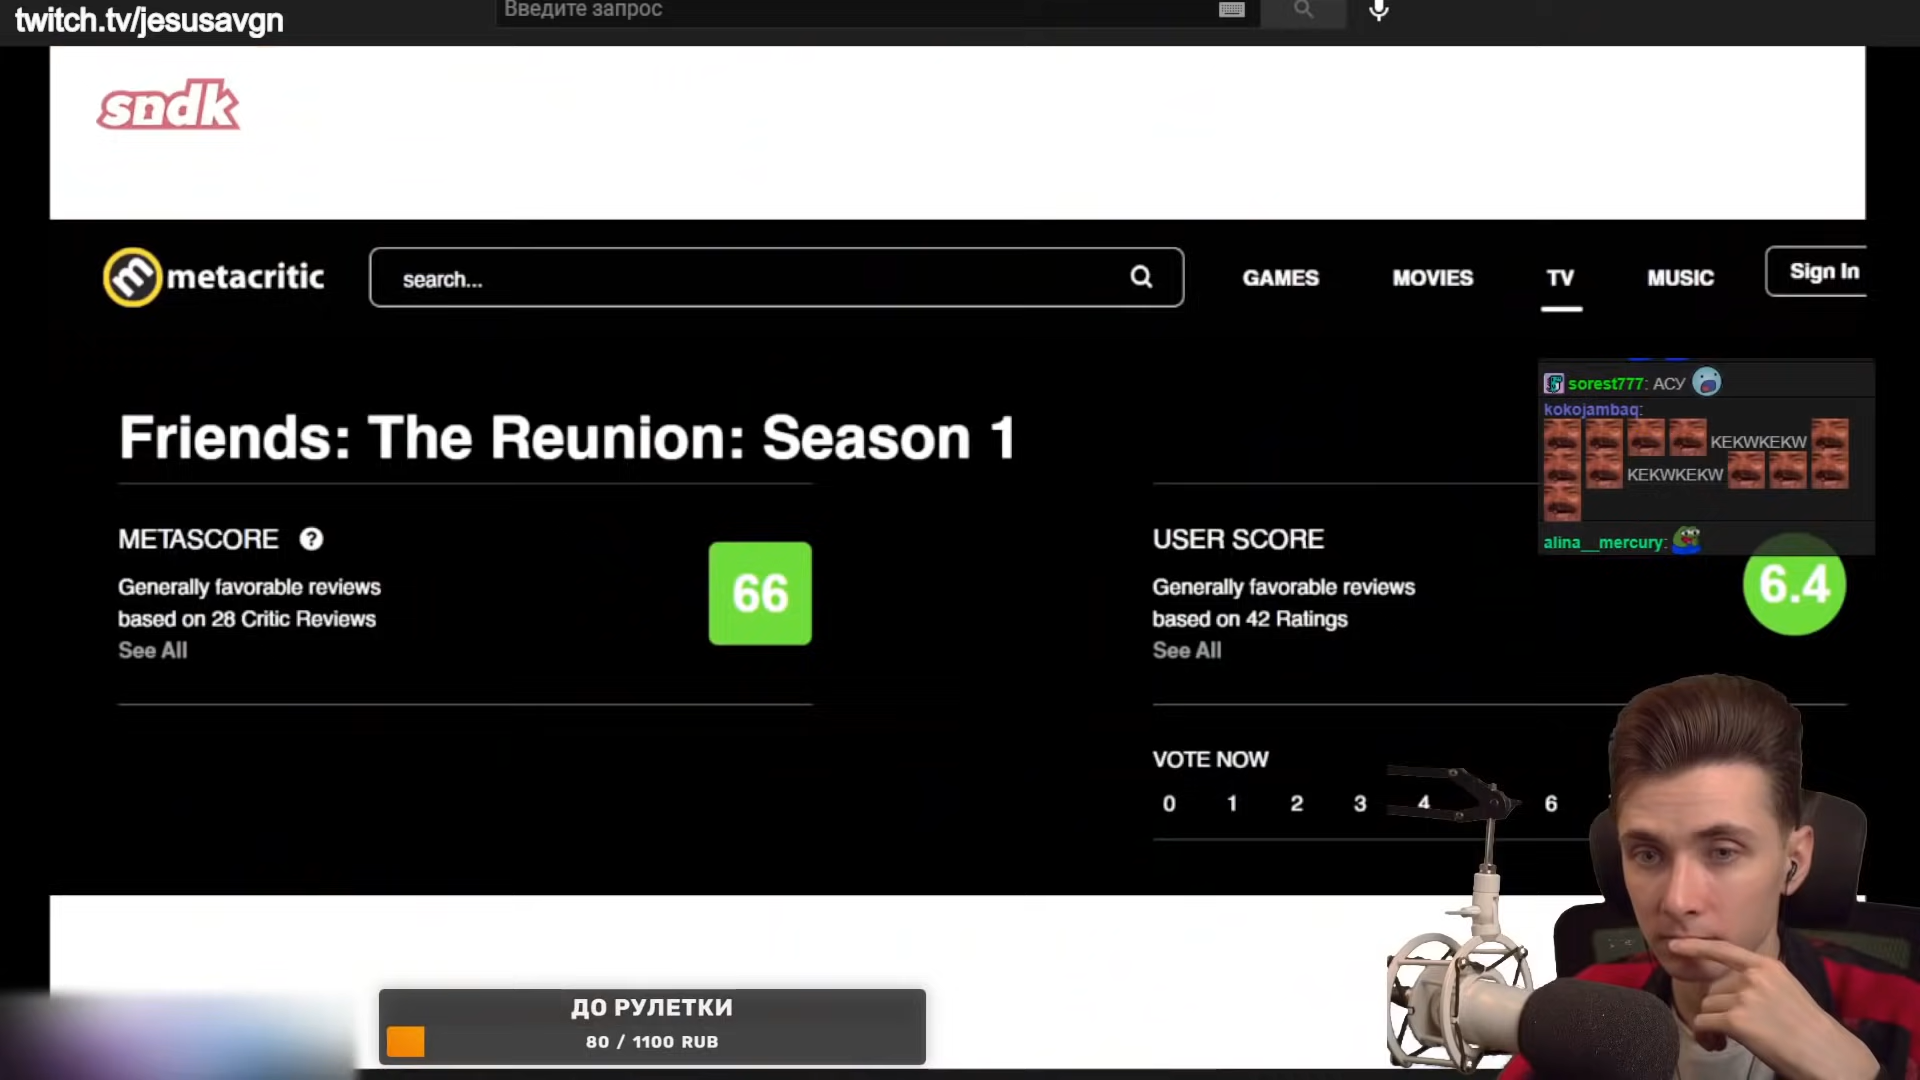 twitch.tv/jesusavgn
Введите запрос
sndk
metacritic
search...
GAMES
MOVIES
TV
MUSIC
Sign In
Friends: The Reunion: Season 1
sorest777: АСУ
kokojambaq:
KEKWKEKW
KEKWKEKW
alina__mercury:
METASCORE ?
Generally favorable reviews
based on 28 Critic Reviews
See All
66
USER SCORE
Generally favorable reviews
based on 42 Ratings
See All
6.4
VOTE NOW
0 1 2 3 4 6
ДО РУЛЕТКИ
80 / 1100 RUB